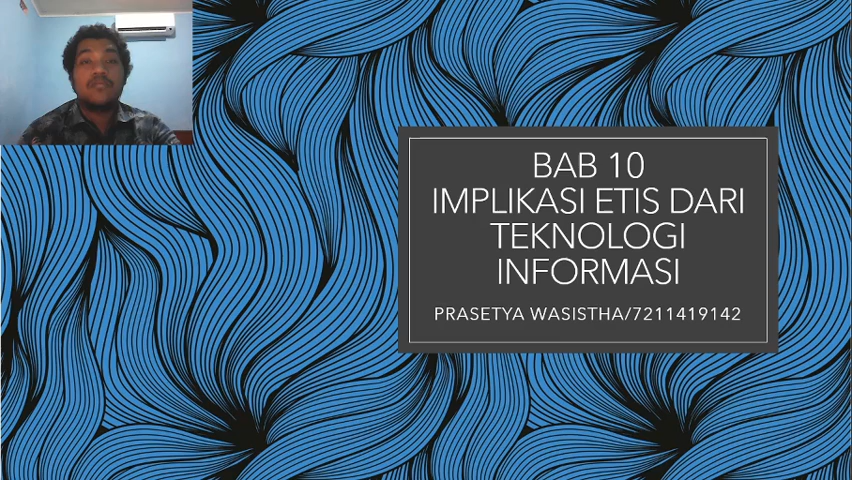 BAB 10
IMPLIKASI ETIS DARI
TEKNOLOGI
INFORMASI
PRASETYA WASISTHA/7211419142